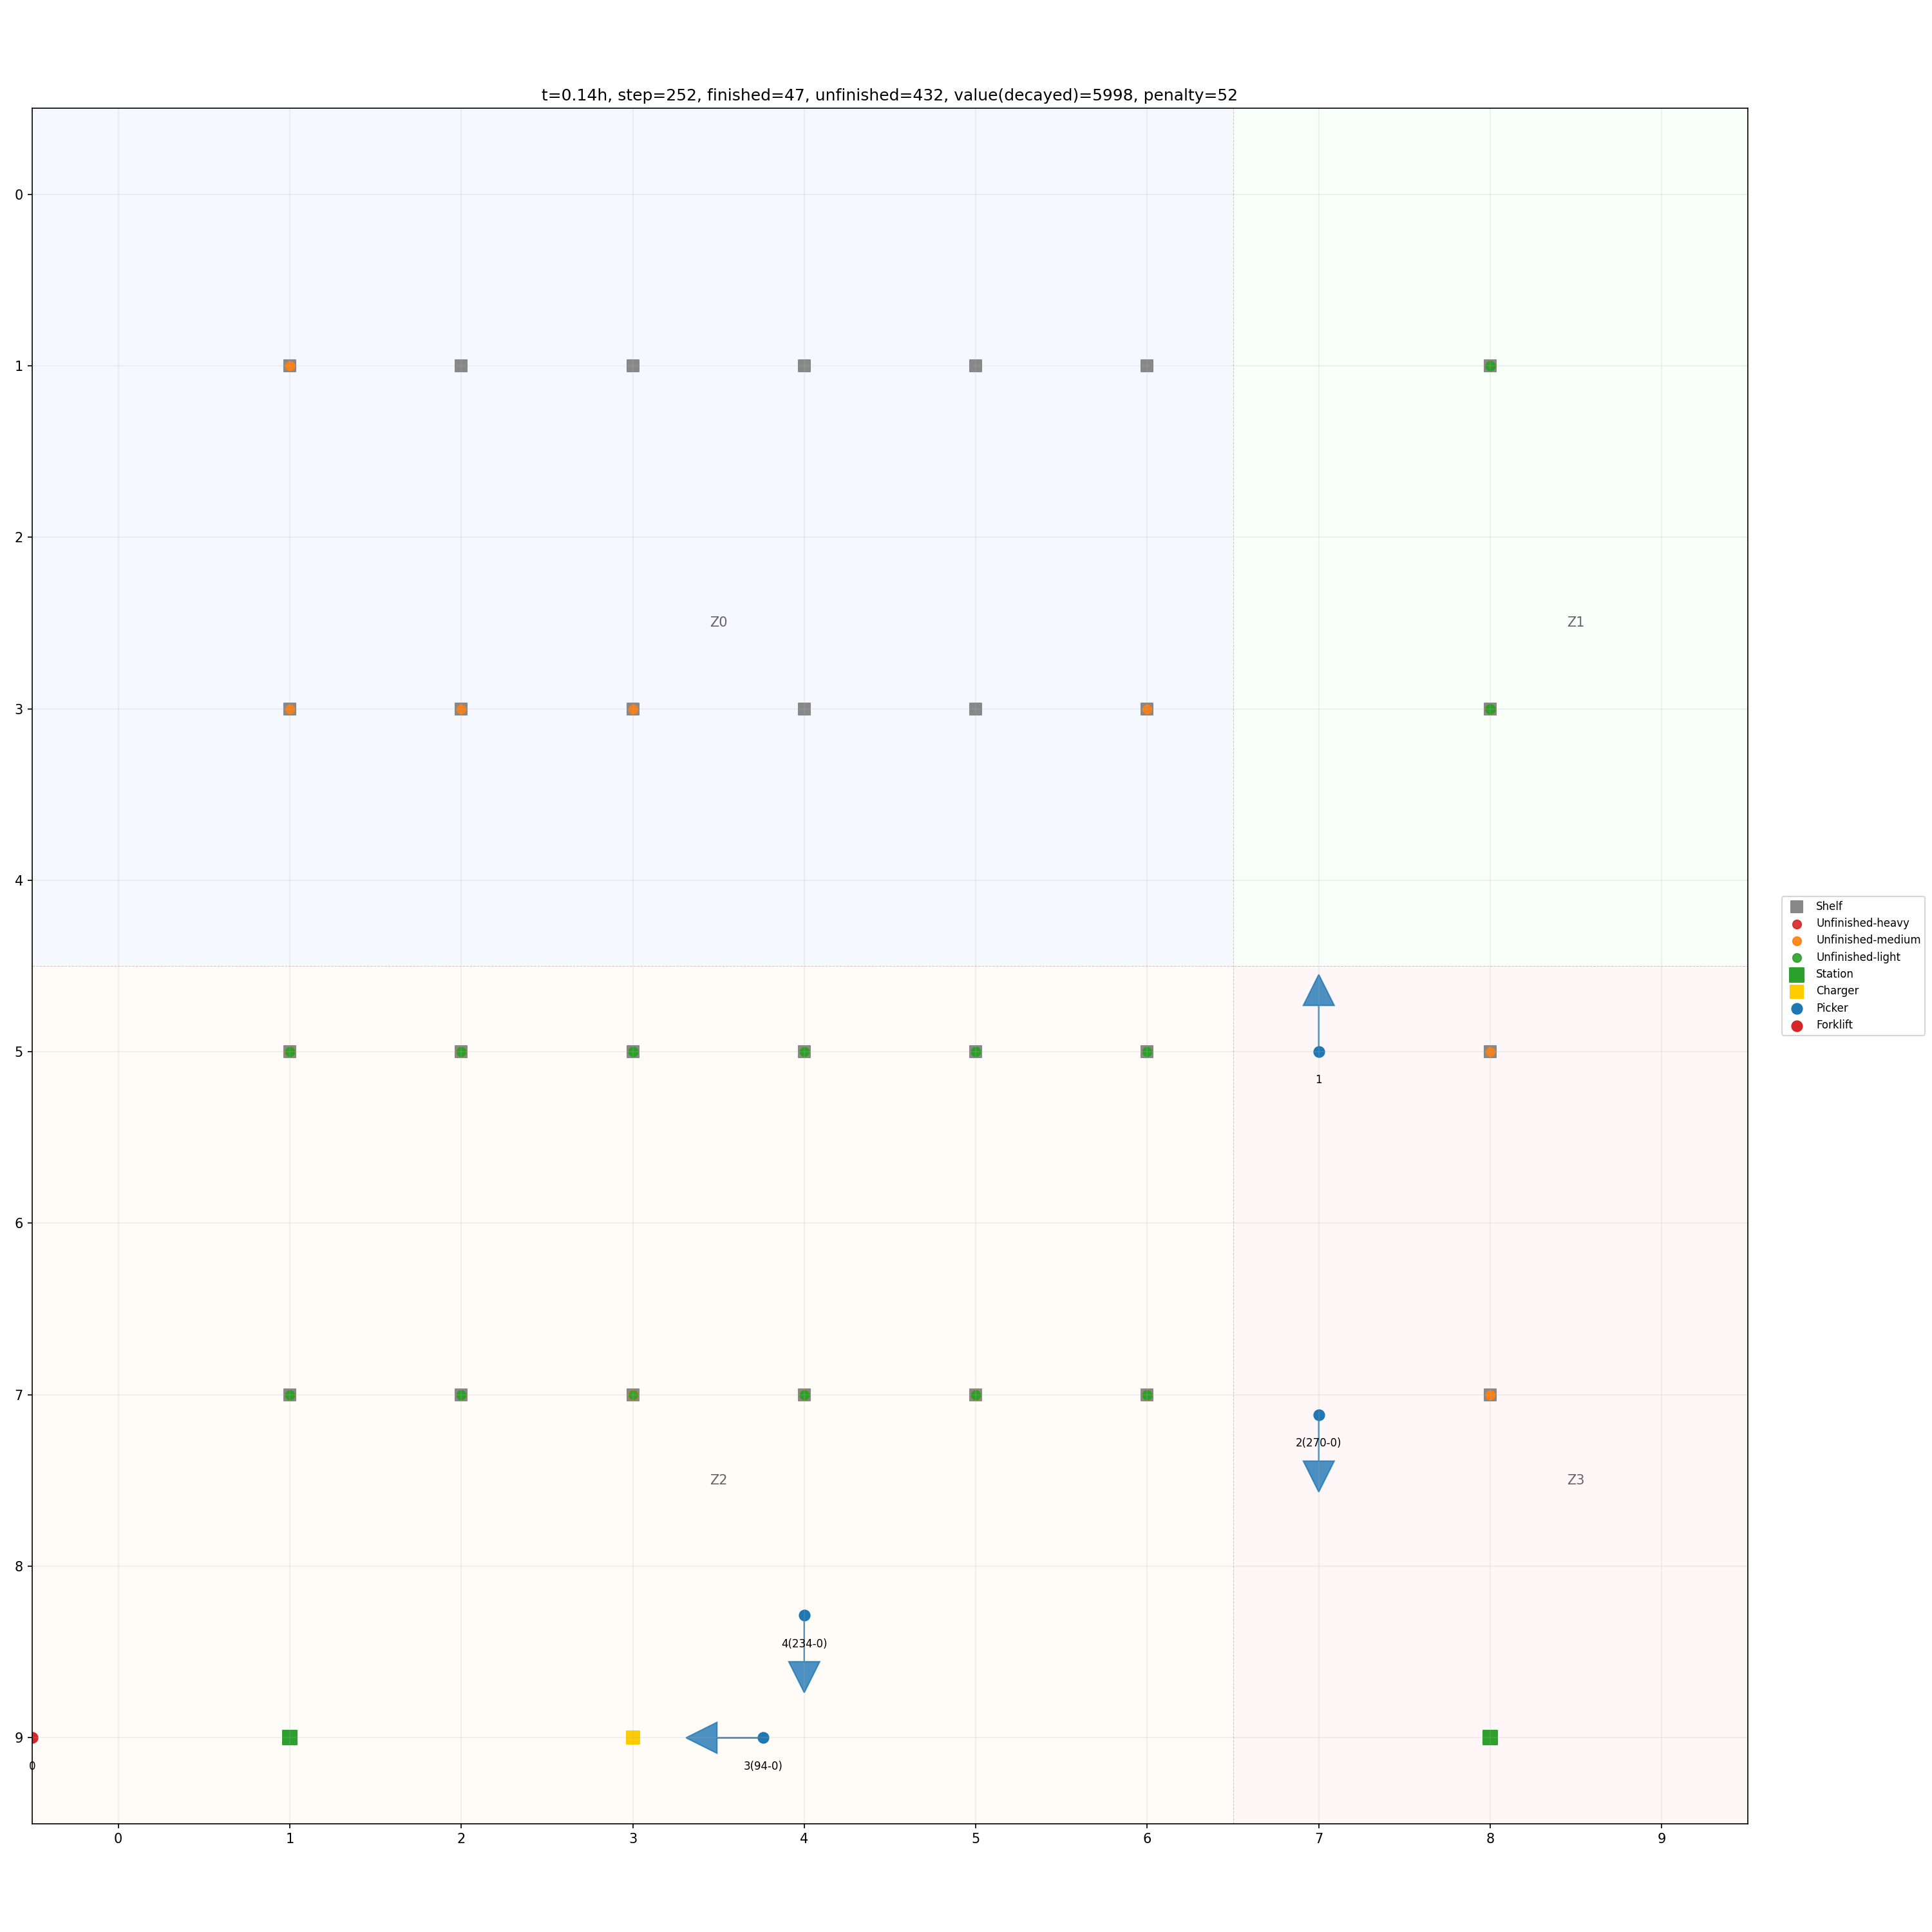 t=0.14h, step=252, finished=47, unfinished=432, value(decayed)=5998, penalty=52
0
1
2
Z0
Z1
3
4
Shelf
Unfinished-heavy
Unfinished-medium
Unfinished-light
Station
Charger
Picker
Forklift
5
1
6
7
2(270-0)
Z2
Z3
8
4(234-0)
9
0
3(94-0)
0 1 2 3 4 5 6 7 8 9